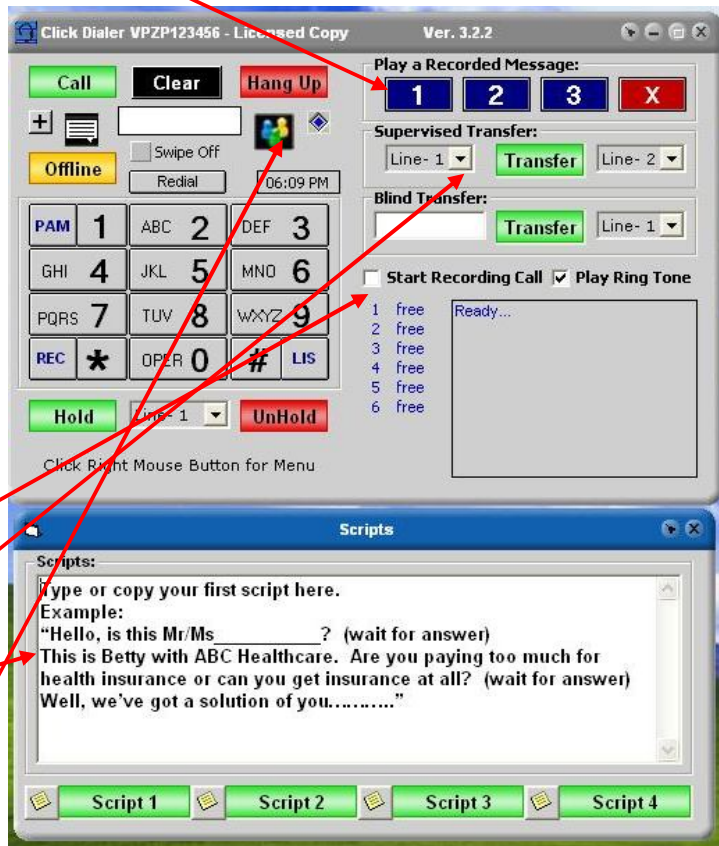 Click Dialer VPZP123456 - Licensed Copy Ver. 3.2.2
Call Clear Hang Up
+
Swipe Off
Offline
Redial 06:09 PM
PAM 1 ABC 2 DEF 3
GHI 4 JKL 5 MNO 6
PQRS 7 TUV 8 WXYZ 9
REC * OPER 0 # LIS
Hold Line- 1 UnHold
Click Right Mouse Button for Menu
Play a Recorded Message:
1 2 3 X
Supervised Transfer:
Line- 1 Transfer Line- 2
Blind Transfer:
Transfer Line- 1
Start Recording Call Play Ring Tone
1 free Ready...
2 free
3 free
4 free
5 free
6 free
Scripts
Scripts:
Type or copy your first script here.
Example:
“Hello, is this Mr/Ms__________? (wait for answer)
This is Betty with ABC Healthcare. Are you paying too much for
health insurance or can you get insurance at all? (wait for answer)
Well, we’ve got a solution of you………..”
Script 1 Script 2 Script 3 Script 4